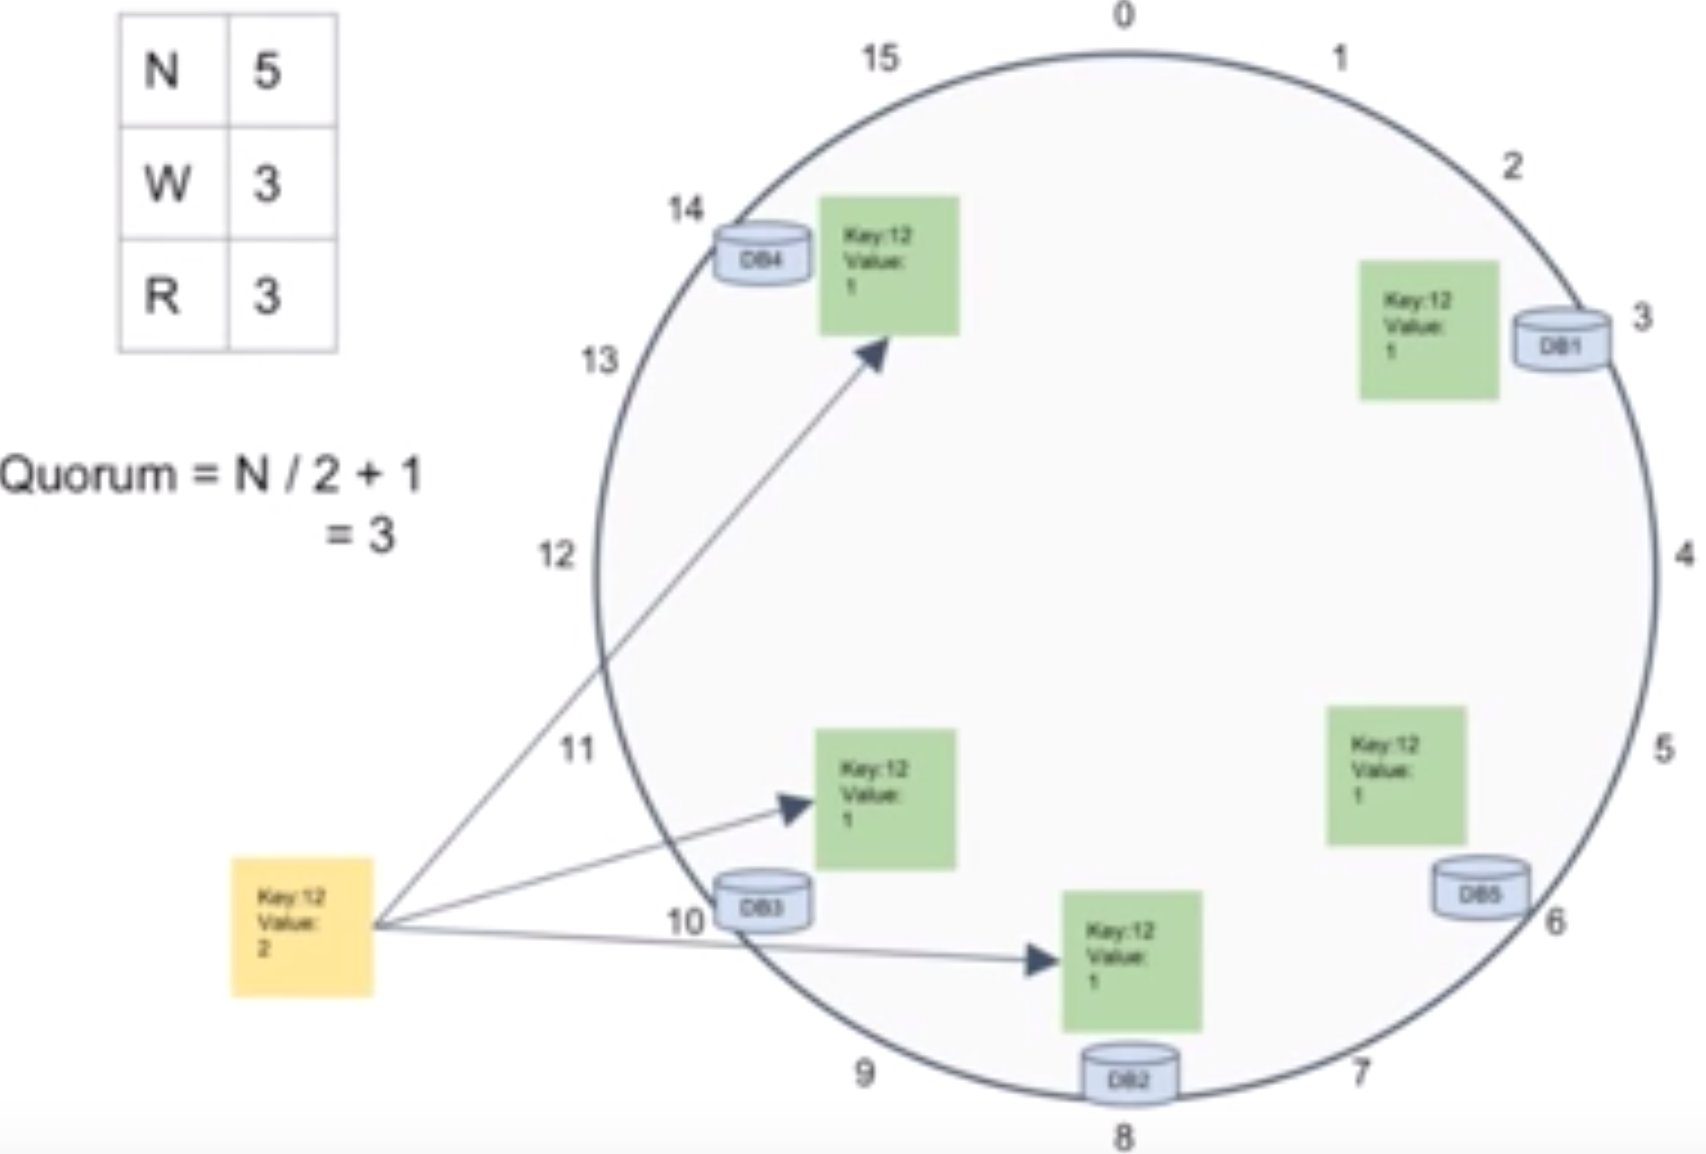 N 5
W 3
R 3
Quorum = N / 2 + 1
= 3
0
1
2
3
4
5
6
7
8
9
10
11
12
13
14
15
DB4
Key:12
Value:
1
Key:12
Value:
1
DB1
Key:12
Value:
1
DB3
Key:12
Value:
1
DB5
Key:12
Value:
1
DB2
Key:12
Value:
2